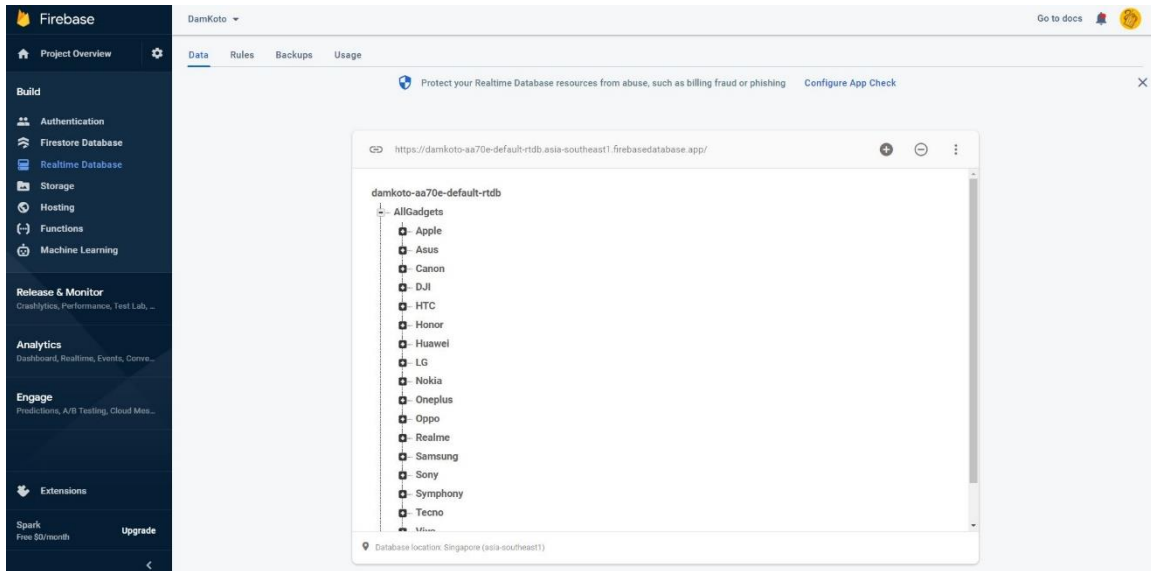 Firebase
Project Overview
Build
Authentication
Firestore Database
Realtime Database
Storage
Hosting
Functions
Machine Learning
Release & Monitor
Crashlytics, Performance, Test Lab, ...
Analytics
Dashboard, Realtime, Events, Conve...
Engage
Predictions, A/B Testing, Cloud Mes...
Extensions
Spark
Free $0/month
Upgrade
DamKoto
Go to docs
Data Rules Backups Usage
Protect your Realtime Database resources from abuse, such as billing fraud or phishing Configure App Check
https://damkoto-aa70e-default-rtdb.asia-southeast1.firebasedatabase.app/
damkoto-aa70e-default-rtdb
AllGadgets
Apple
Asus
Canon
DJI
HTC
Honor
Huawei
LG
Nokia
Oneplus
Oppo
Realme
Samsung
Sony
Symphony
Tecno
Vivo
Database location: Singapore (asia-southeast1)